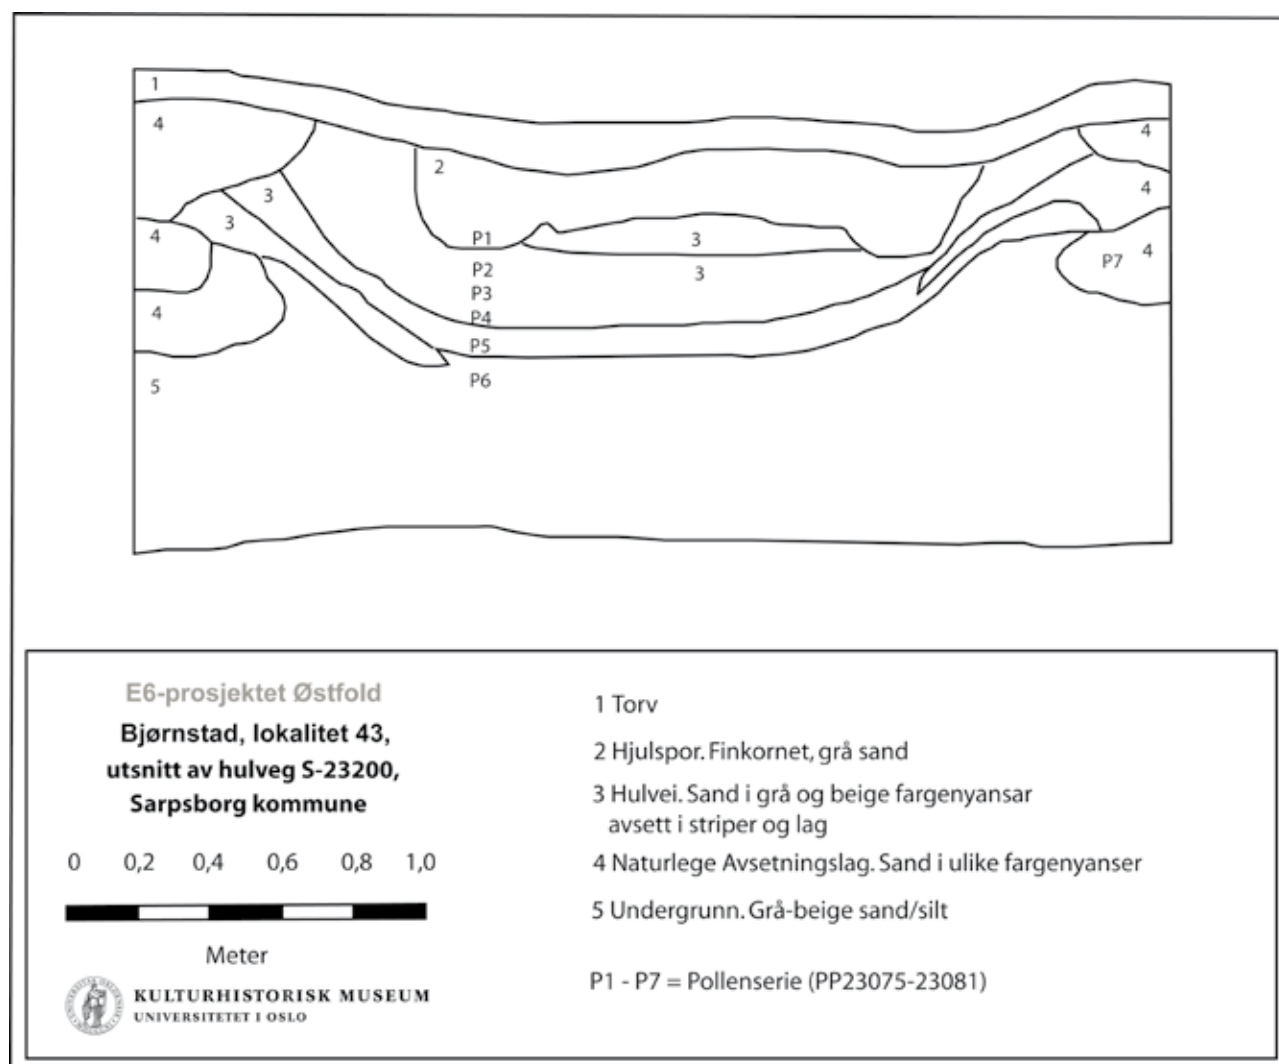 1
4
4
2
4
3
3
4
4
P1
3
P2
3
P7
4
P3
4
P4
P5
P6
5
E6-prosjektet Østfold
Bjørnstad, lokalitet 43,
utsnitt av hulveg S-23200,
Sarpsborg kommune
0 0,2 0,4 0,6 0,8 1,0
Meter
KULTURHISTORISK MUSEUM
UNIVERSITETET I OSLO
1 Torv
2 Hjulspor. Finkornet, grå sand
3 Hulvei. Sand i grå og beige fargenyansar
avsett i striper og lag
4 Naturlege Avsetningslag. Sand i ulike fargenyanser
5 Undergrunn. Grå-beige sand/silt
P1 - P7 = Pollenserie (PP23075-23081)